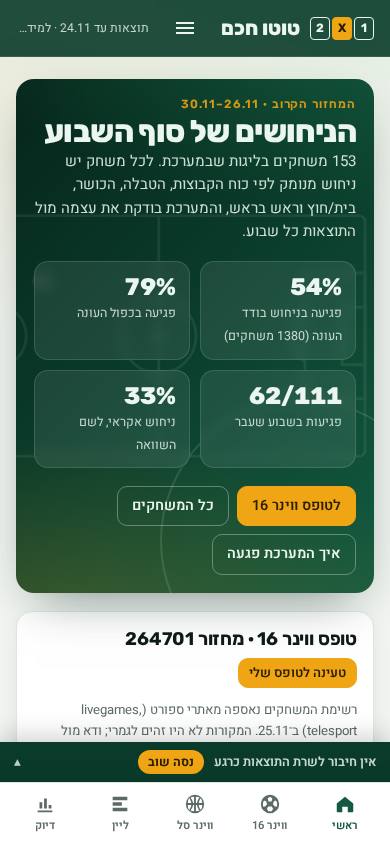 1 X 2 טוטו חכם תוצאות עד 24.11 · למיד...
המחזור הקרוב · 26.11–30.11
הניחושים של סוף השבוע
153 משחקים בליגות שבמערכת. לכל משחק יש
ניחוש מנומק לפי כוח הקבוצות, הטבלה, הכושר,
בית/חוץ וראש בראש, והמערכת בודקת את עצמה מול
התוצאות כל שבוע.
54%
פגיעה בניחוש בודד
העונה (1380 משחקים)
79%
פגיעה בכפול העונה
62/111
פגיעות בשבוע שעבר
33%
ניחוש אקראי, לשם
השוואה
לטופס ווינר 16
כל המשחקים
איך המערכת פגעה
טופס ווינר 16 · מחזור 264701
טעינה לטופס שלי
רשימת המשחקים נאספה מאתרי ספורט (livegames,
telesport) ב־25.11. המקורות לא היו זהים לגמרי; ודא מול
אין חיבור לשרת התוצאות כרגע נסה שוב ▲
ראשי
ווינר 16
ווינר סל
ליין
דיוק